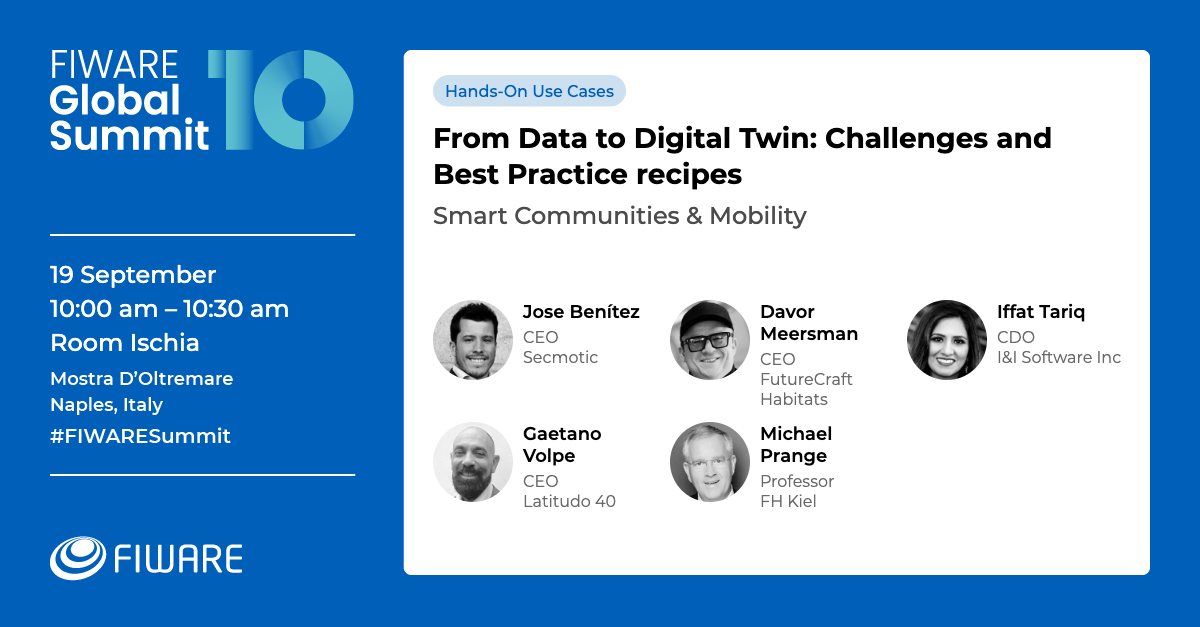 FIWARE
Global
Summit
10
19 September
10:00 am – 10:30 am
Room Ischia
Mostra D’Oltremare
Naples, Italy
#FIWARESummit
FIWARE
Hands-On Use Cases
From Data to Digital Twin: Challenges and
Best Practice recipes
Smart Communities & Mobility
Jose Benítez
CEO
Secmotic
Davor
Meersman
CEO
FutureCraft
Habitats
Iffat Tariq
CDO
I&I Software Inc
Gaetano
Volpe
CEO
Latitudo 40
Michael
Prange
Professor
FH Kiel